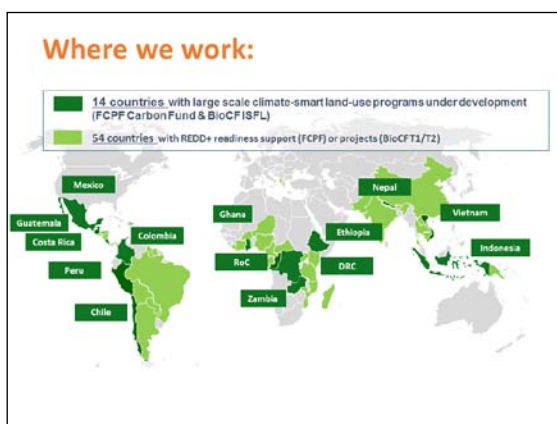 Where we work:
14 countries with large scale climate-smart land-use programs under development
(FCPF Carbon Fund & BioCF ISFL)
54 countries with REDD+ readiness support (FCPF) or projects (BioCFT1/T2)
Mexico
Nepal
Ghana
Guatemala
Vietnam
Colombia
Ethiopia
Costa Rica
Indonesia
RoC
DRC
Peru
Zambia
Chile